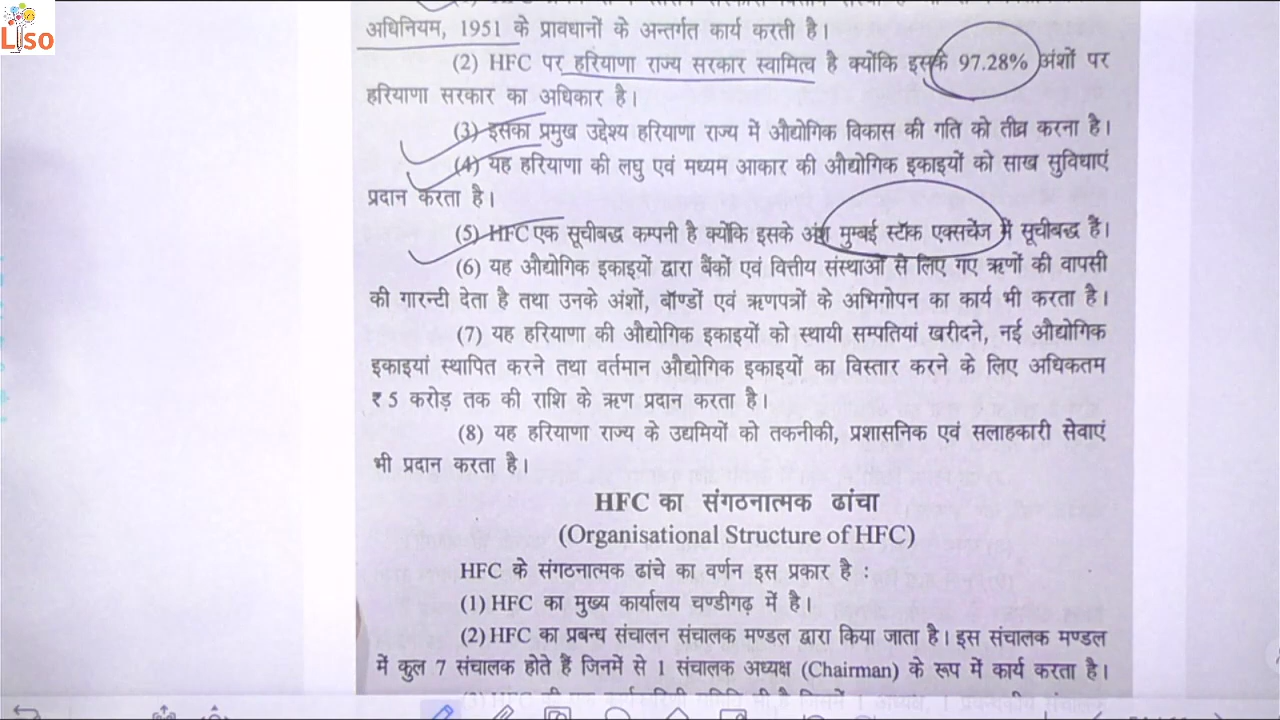 Liso
अधिनियम, 1951 के प्रावधानों के अन्तर्गत कार्य करती है।
(2) HFC पर हरियाणा राज्य सरकार स्वामित्व है क्योंकि इसके 97.28% अंशों पर
हरियाणा सरकार का अधिकार है।
(3) इसका प्रमुख उद्देश्य हरियाणा राज्य में औद्योगिक विकास की गति को तीव्र करना है।
(4) यह हरियाणा की लघु एवं मध्यम आकार की औद्योगिक इकाइयों को साख सुविधाएं
प्रदान करता है।
(5) HFC एक सूचीबद्ध कम्पनी है क्योंकि इसके अंश मुम्बई स्टॉक एक्सचेंज में सूचीबद्ध हैं।
(6) यह औद्योगिक इकाइयों द्वारा बैंकों एवं वित्तीय संस्थाओं से लिए गए ऋणों की वापसी
की गारन्टी देता है तथा उनके अंशों, बॉण्डों एवं ऋणपत्रों के अभिगोपन का कार्य भी करता है।
(7) यह हरियाणा की औद्योगिक इकाइयों को स्थायी सम्पतियां खरीदने, नई औद्योगिक
इकाइयां स्थापित करने तथा वर्तमान औद्योगिक इकाइयों का विस्तार करने के लिए अधिकतम
₹ 5 करोड़ तक की राशि के ऋण प्रदान करता है।
(8) यह हरियाणा राज्य के उद्यमियों को तकनीकी, प्रशासनिक एवं सलाहकारी सेवाएं
भी प्रदान करता है।
HFC का संगठनात्मक ढांचा
(Organisational Structure of HFC)
HFC के संगठनात्मक ढांचे का वर्णन इस प्रकार है :
(1) HFC का मुख्य कार्यालय चण्डीगढ़ में है।
(2) HFC का प्रबन्ध संचालन संचालक मण्डल द्वारा किया जाता है। इस संचालक मण्डल
में कुल 7 संचालक होते हैं जिनमें से 1 संचालक अध्यक्ष (Chairman) के रूप में कार्य करता है।